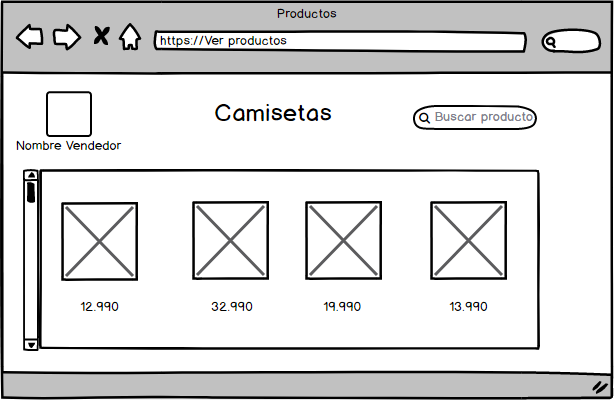 Productos
https://Ver productos
Camisetas
Buscar producto
Nombre Vendedor
12.990
32.990
19.990
13.990